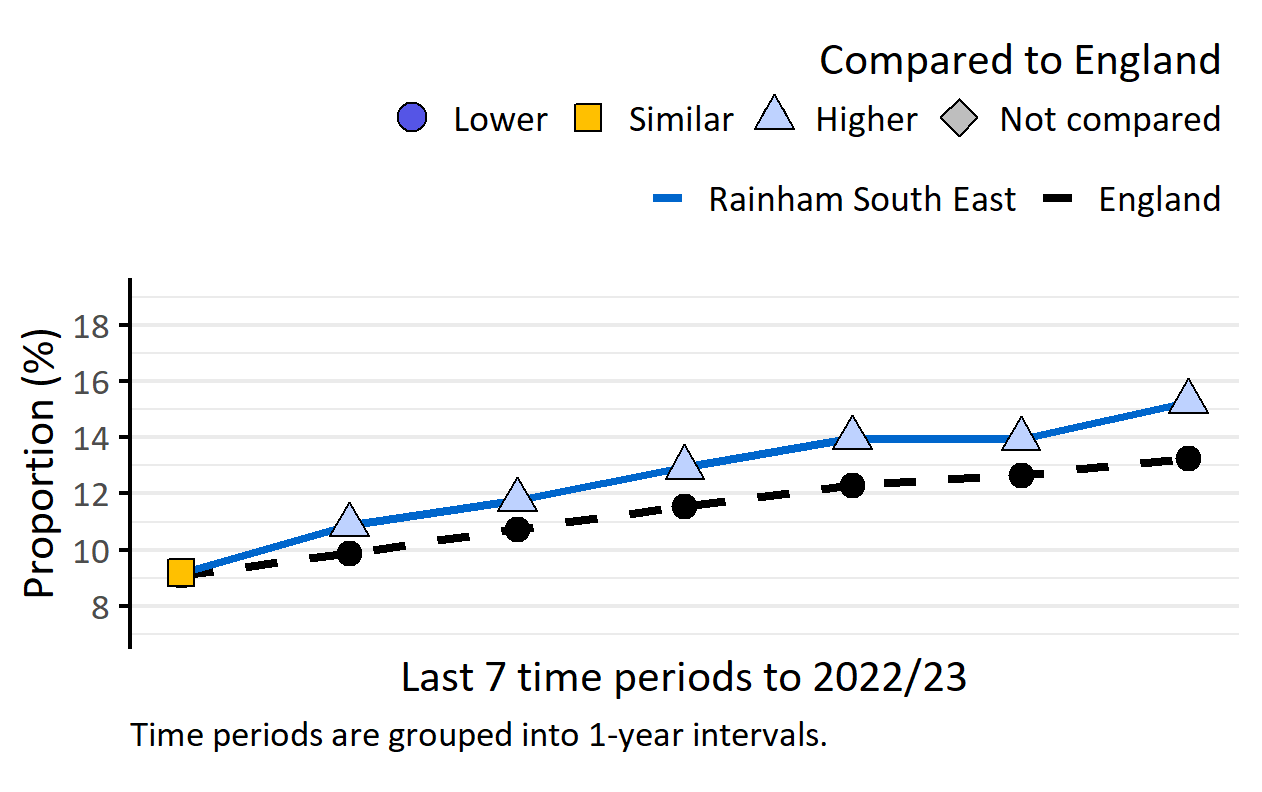 Compared to England
Lower Similar Higher Not compared
Rainham South East England
Proportion (%)
18
16
14
12
10
8
Last 7 time periods to 2022/23
Time periods are grouped into 1-year intervals.